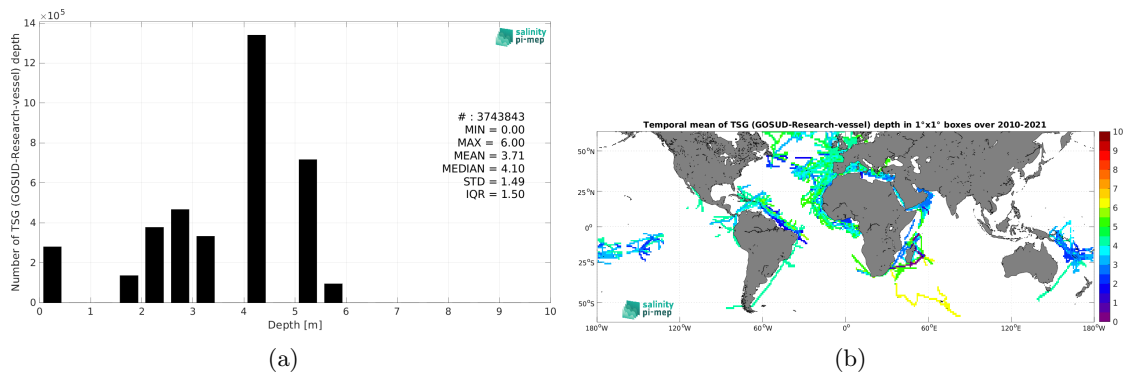 ×10⁵
14
12
10
8
6
4
2
0
Number of TSG (GOSUD-Research-vessel) depth
salinity
pi-mep
# : 3743843
MIN = 0.00
MAX = 6.00
MEAN = 3.71
MEDIAN = 4.10
STD = 1.49
IQR = 1.50
0 1 2 3 4 5 6 7 8 9 10
Depth [m]
(a)
Temporal mean of TSG (GOSUD-Research-vessel) depth in 1°x1° boxes over 2010-2021
50°N
25°N
0°
25°S
50°S
salinity
pi-mep
180°W 120°W 60°W 0° 60°E 120°E 180°W
10
9
8
7
6
5
4
3
2
1
0
(b)